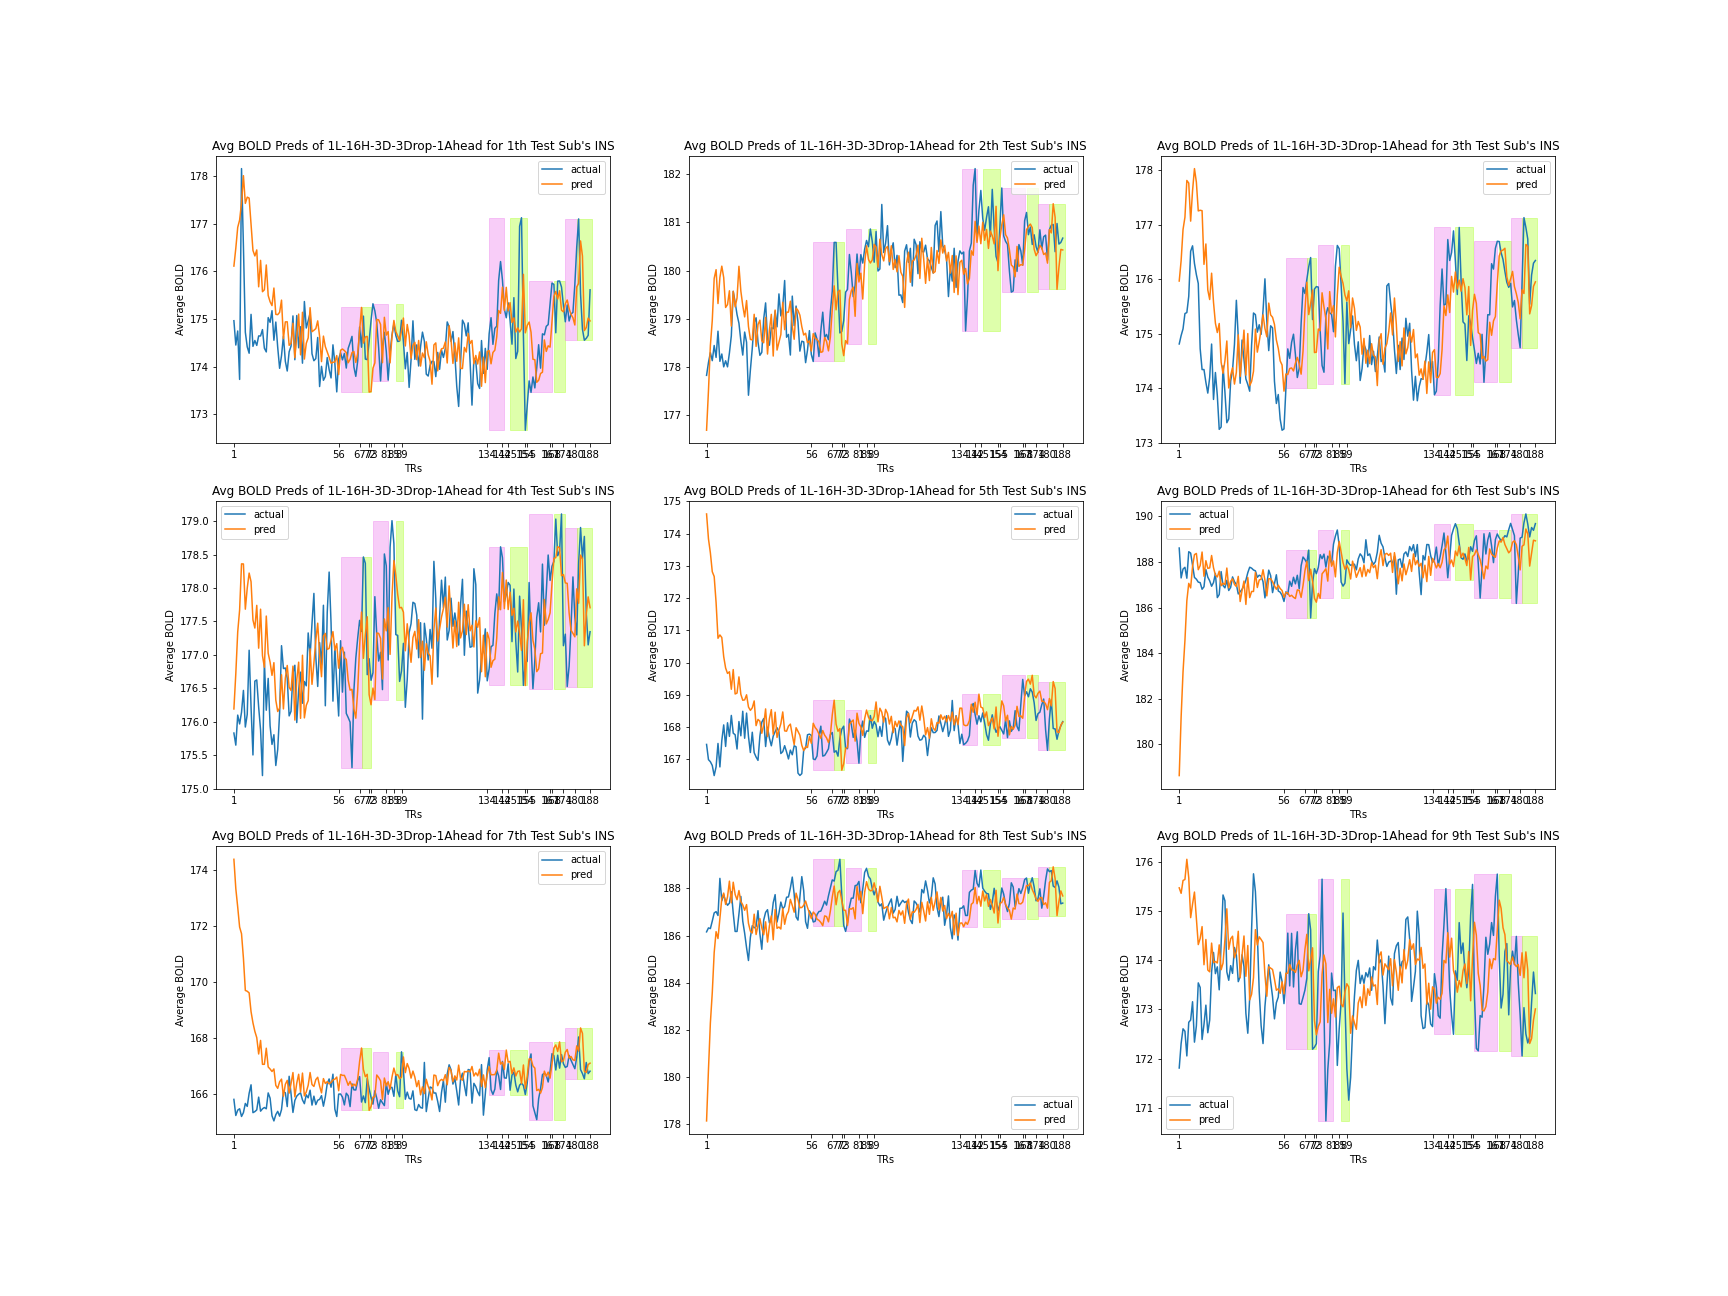 Avg BOLD Preds of 1L-16H-3D-3Drop-1Ahead for 1th Test Sub's INS
Avg BOLD Preds of 1L-16H-3D-3Drop-1Ahead for 2th Test Sub's INS
Avg BOLD Preds of 1L-16H-3D-3Drop-1Ahead for 3th Test Sub's INS
actual
pred
178
177
176
175
174
173
Average BOLD
1
56
134
188
TRs
actual
pred
182
181
180
179
178
177
Average BOLD
1
56
134
188
TRs
actual
pred
178
177
176
175
174
173
Average BOLD
1
56
134
188
TRs
Avg BOLD Preds of 1L-16H-3D-3Drop-1Ahead for 4th Test Sub's INS
Avg BOLD Preds of 1L-16H-3D-3Drop-1Ahead for 5th Test Sub's INS
Avg BOLD Preds of 1L-16H-3D-3Drop-1Ahead for 6th Test Sub's INS
actual
pred
179.0
178.5
178.0
177.5
177.0
176.5
176.0
175.5
175.0
Average BOLD
1
56
134
188
TRs
actual
pred
175
174
173
172
171
170
169
168
167
Average BOLD
1
56
134
188
TRs
actual
pred
190
188
186
184
182
180
Average BOLD
1
56
134
188
TRs
Avg BOLD Preds of 1L-16H-3D-3Drop-1Ahead for 7th Test Sub's INS
Avg BOLD Preds of 1L-16H-3D-3Drop-1Ahead for 8th Test Sub's INS
Avg BOLD Preds of 1L-16H-3D-3Drop-1Ahead for 9th Test Sub's INS
actual
pred
174
172
170
168
166
Average BOLD
1
56
134
188
TRs
188
186
184
182
180
178
Average BOLD
actual
pred
1
56
134
188
TRs
176
175
174
173
172
171
Average BOLD
actual
pred
1
56
134
188
TRs